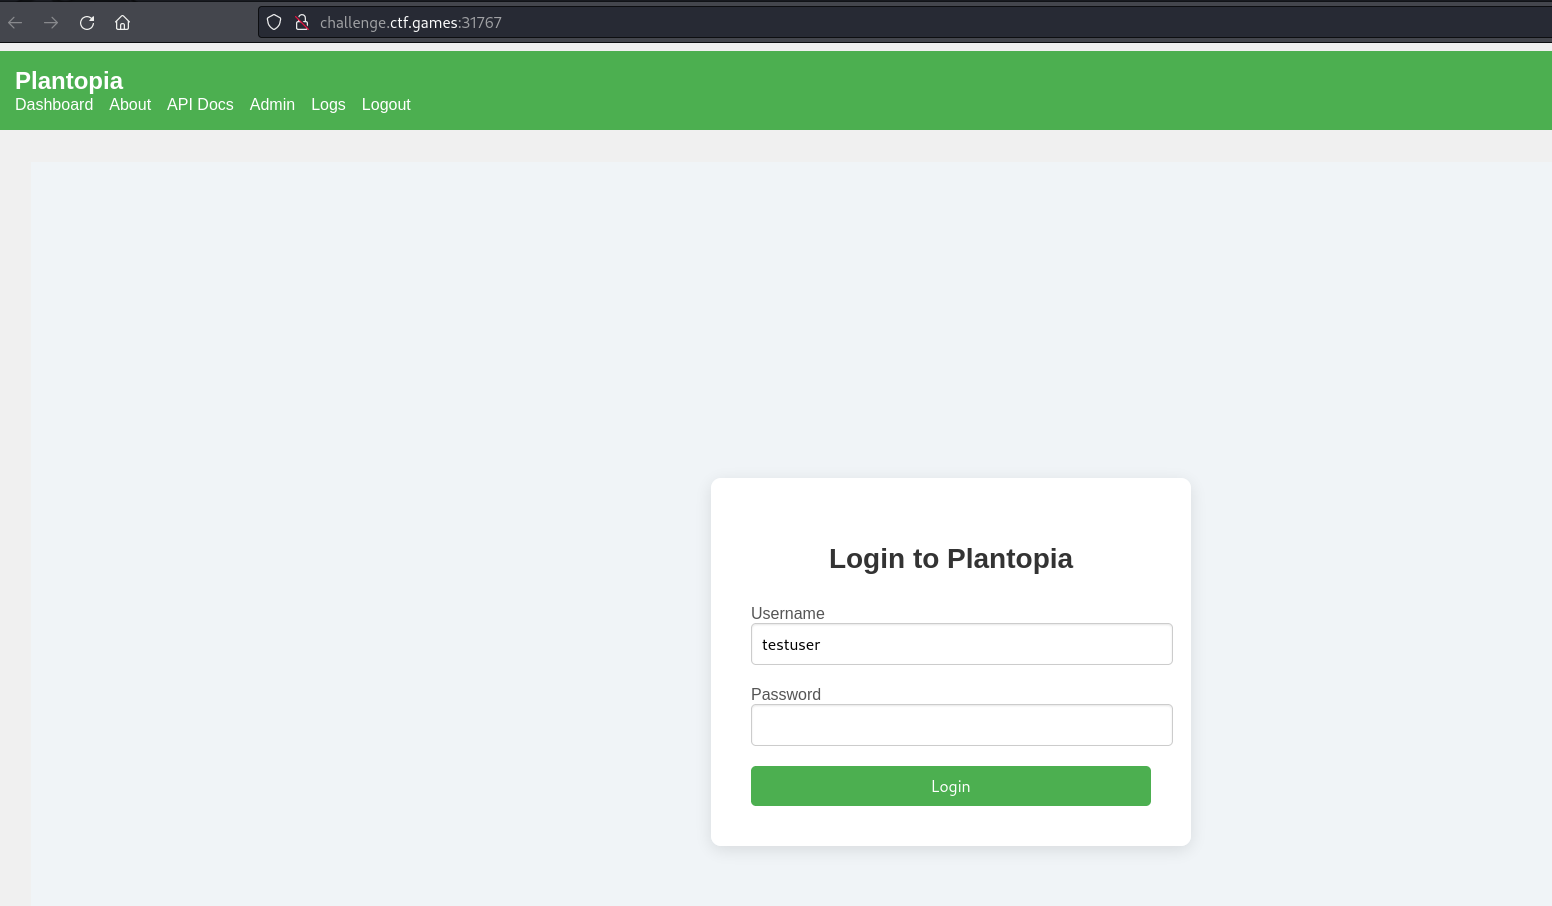 challenge.ctf.games:31767
Plantopia
Dashboard About API Docs Admin Logs Logout
Login to Plantopia
Username
testuser
Password
Login